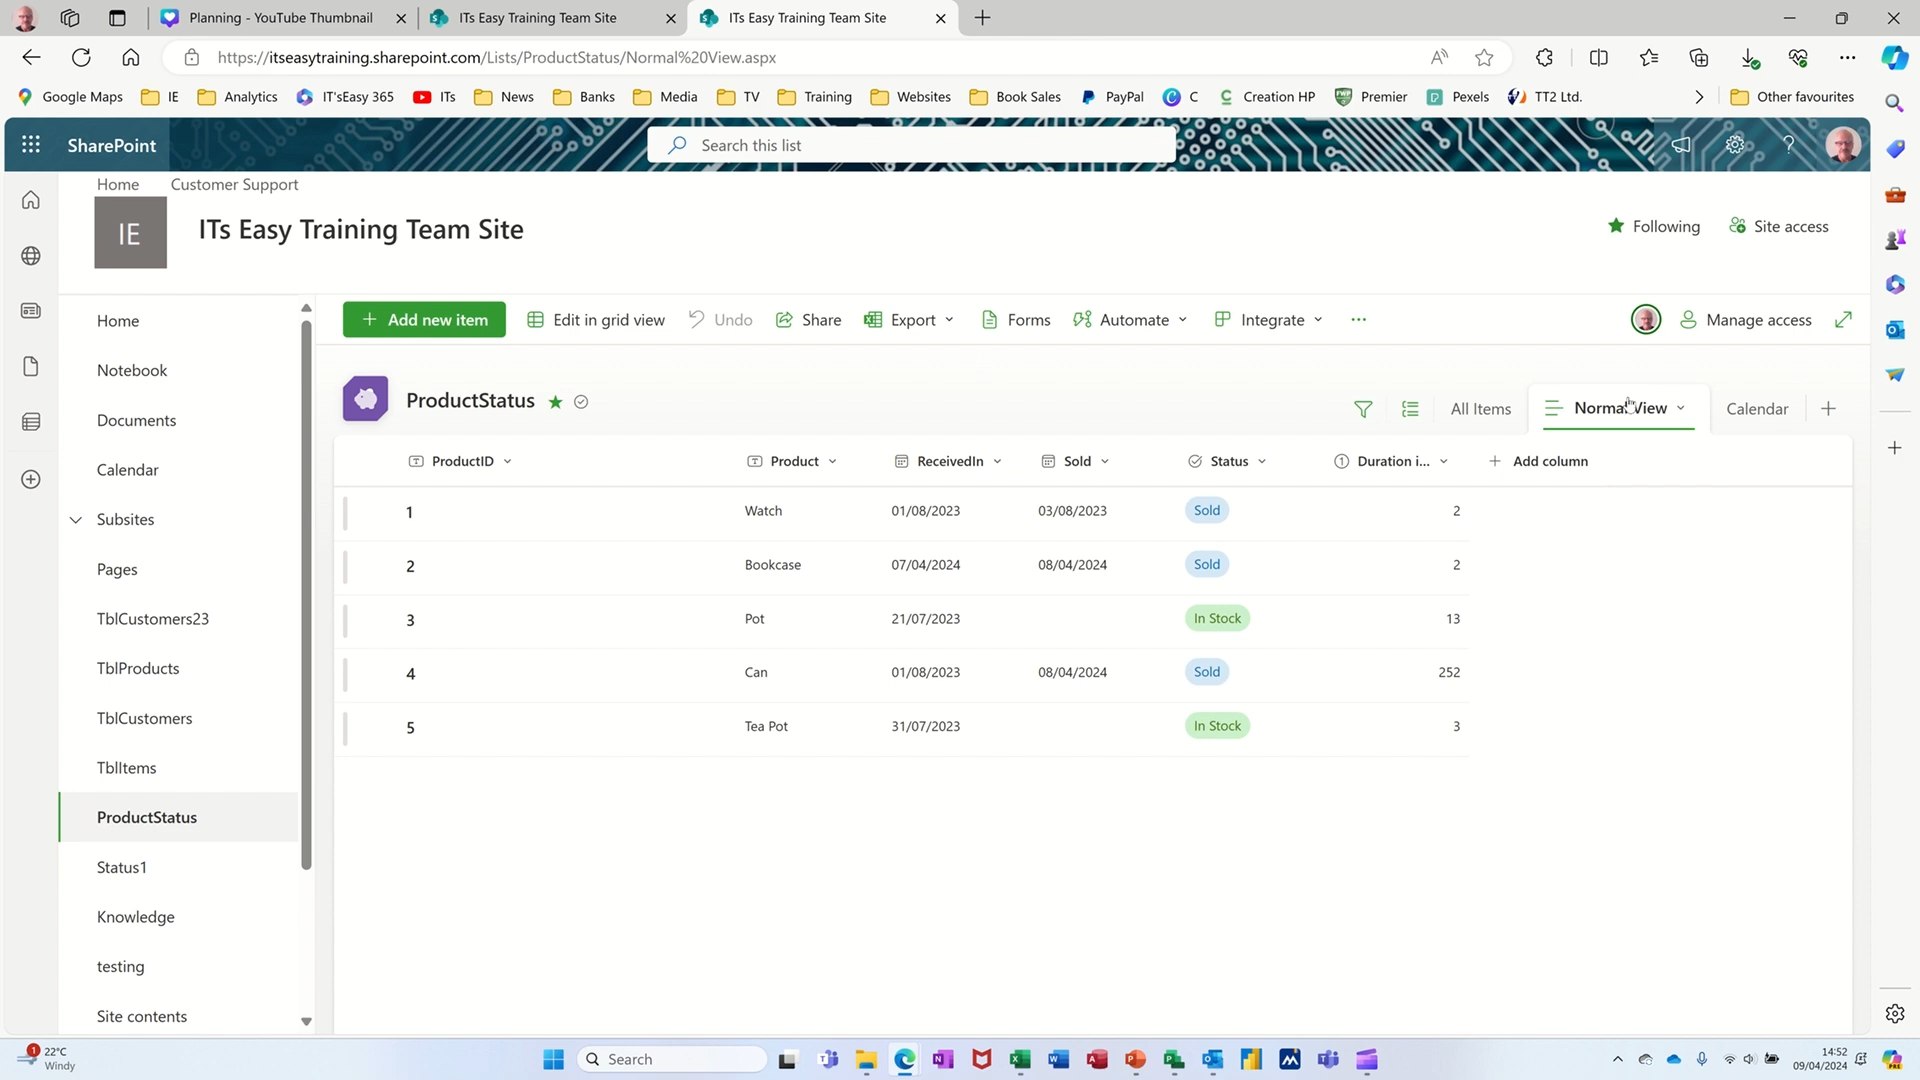 Planning - YouTube Thumbnail
ITs Easy Training Team Site
ITs Easy Training Team Site
https://itseasytraining.sharepoint.com/Lists/ProductStatus/Normal%20View.aspx
Google Maps
IE
Analytics
IT'sEasy 365
ITs
News
Banks
Media
TV
Training
Websites
Book Sales
PayPal
C
Creation HP
Premier
Pexels
TT2 Ltd.
Other favourites
SharePoint
Search this list
Home
Customer Support
IE
ITs Easy Training Team Site
Following
Site access
Home
Notebook
Documents
Calendar
Subsites
Pages
TblCustomers23
TblProducts
TblCustomers
TblItems
ProductStatus
Status1
Knowledge
testing
Site contents
+ Add new item
Edit in grid view
Undo
Share
Export
Forms
Automate
Integrate
Manage access
ProductStatus
All Items
Normal View
Calendar
ProductID
Product
ReceivedIn
Sold
Status
Duration i...
+ Add column
1 Watch 01/08/2023 03/08/2023 Sold 2
2 Bookcase 07/04/2024 08/04/2024 Sold 2
3 Pot 21/07/2023 In Stock 13
4 Can 01/08/2023 08/04/2024 Sold 252
5 Tea Pot 31/07/2023 In Stock 3
1
22°C
Windy
Search
14:52
09/04/2024